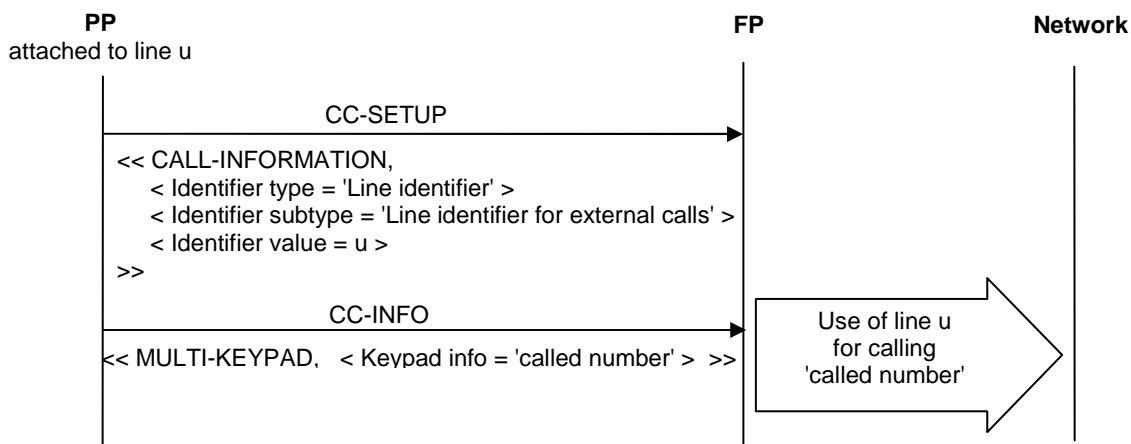 PP
attached to line u
FP
Network
CC-SETUP
<< CALL-INFORMATION,
< Identifier type = 'Line identifier' >
< Identifier subtype = 'Line identifier for external calls' >
< Identifier value = u >
>>
CC-INFO
<< MULTI-KEYPAD, < Keypad info = 'called number' > >>
Use of line u
for calling
'called number'